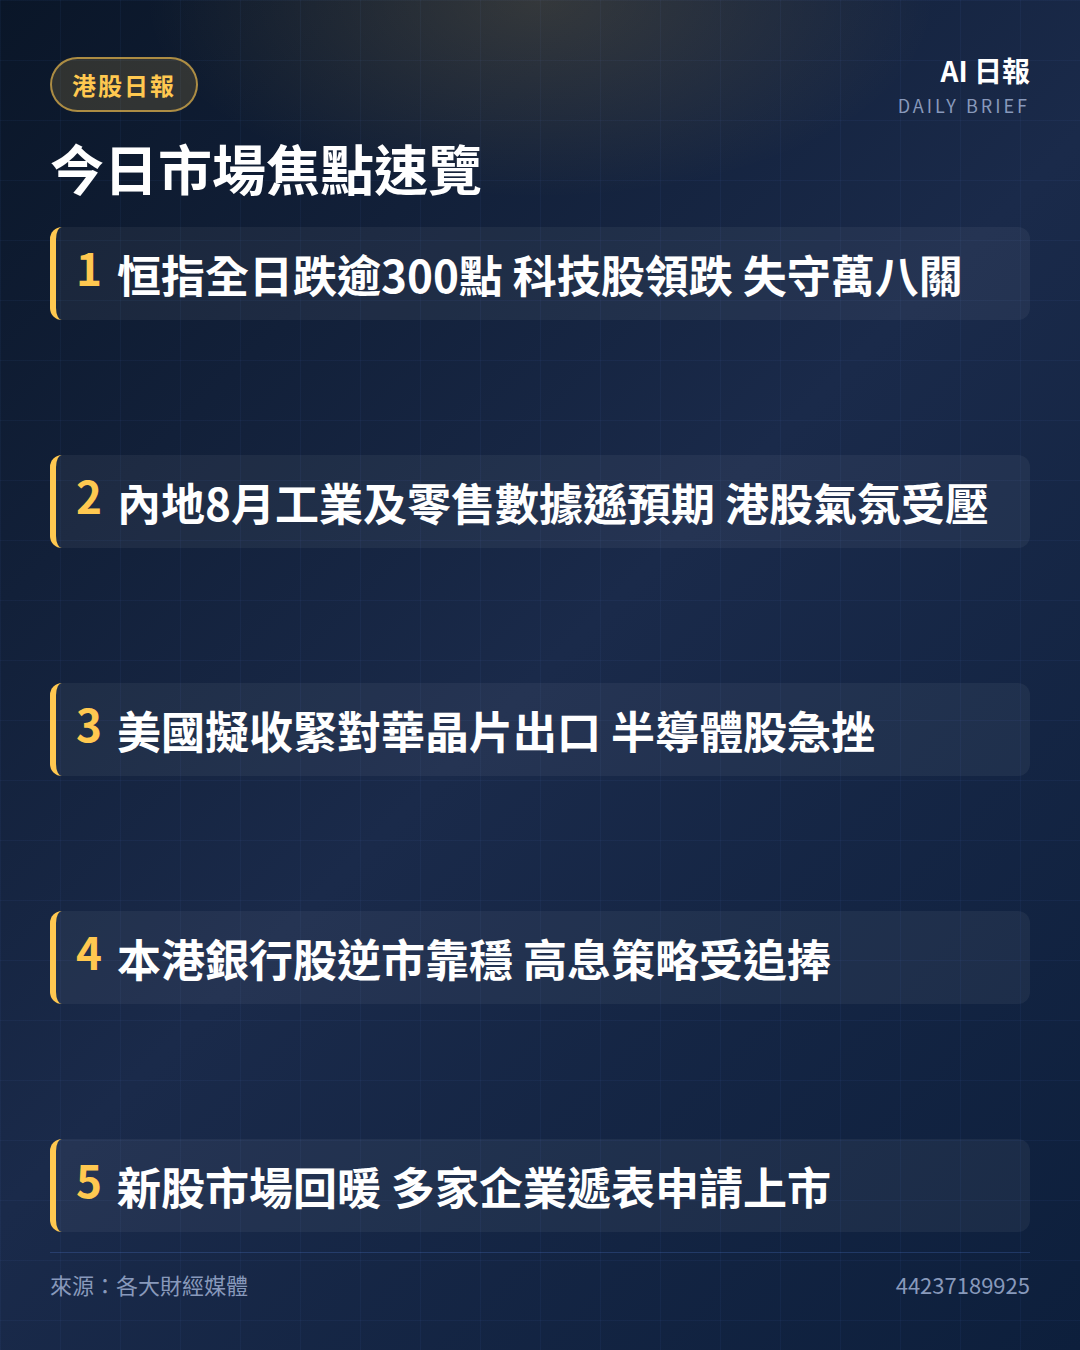 港股日報
AI 日報
DAILY BRIEF
今日市場焦點速覽
1 恒指全日跌逾300點 科技股領跌 失守萬八關
2 內地8月工業及零售數據遜預期 港股氣氛受壓
3 美國擬收緊對華晶片出口 半導體股急挫
4 本港銀行股逆市靠穩 高息策略受追捧
5 新股市場回暖 多家企業遞表申請上市
來源：各大財經媒體
44237189925